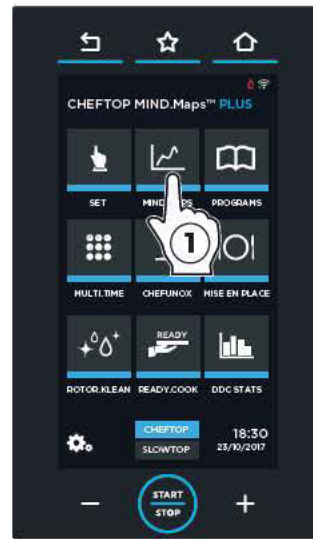 CHEFTOP MIND.Maps™ PLUS
SET
PROGRAMS
1
MULTI.TIME
CHEFUNOX
MISE EN PLACE
READY
ROTOR.KLEAN
READY.COOK
DDC STATS
CHEFTOP
18:30
SLOWTOP
23/10/2017
START
STOP